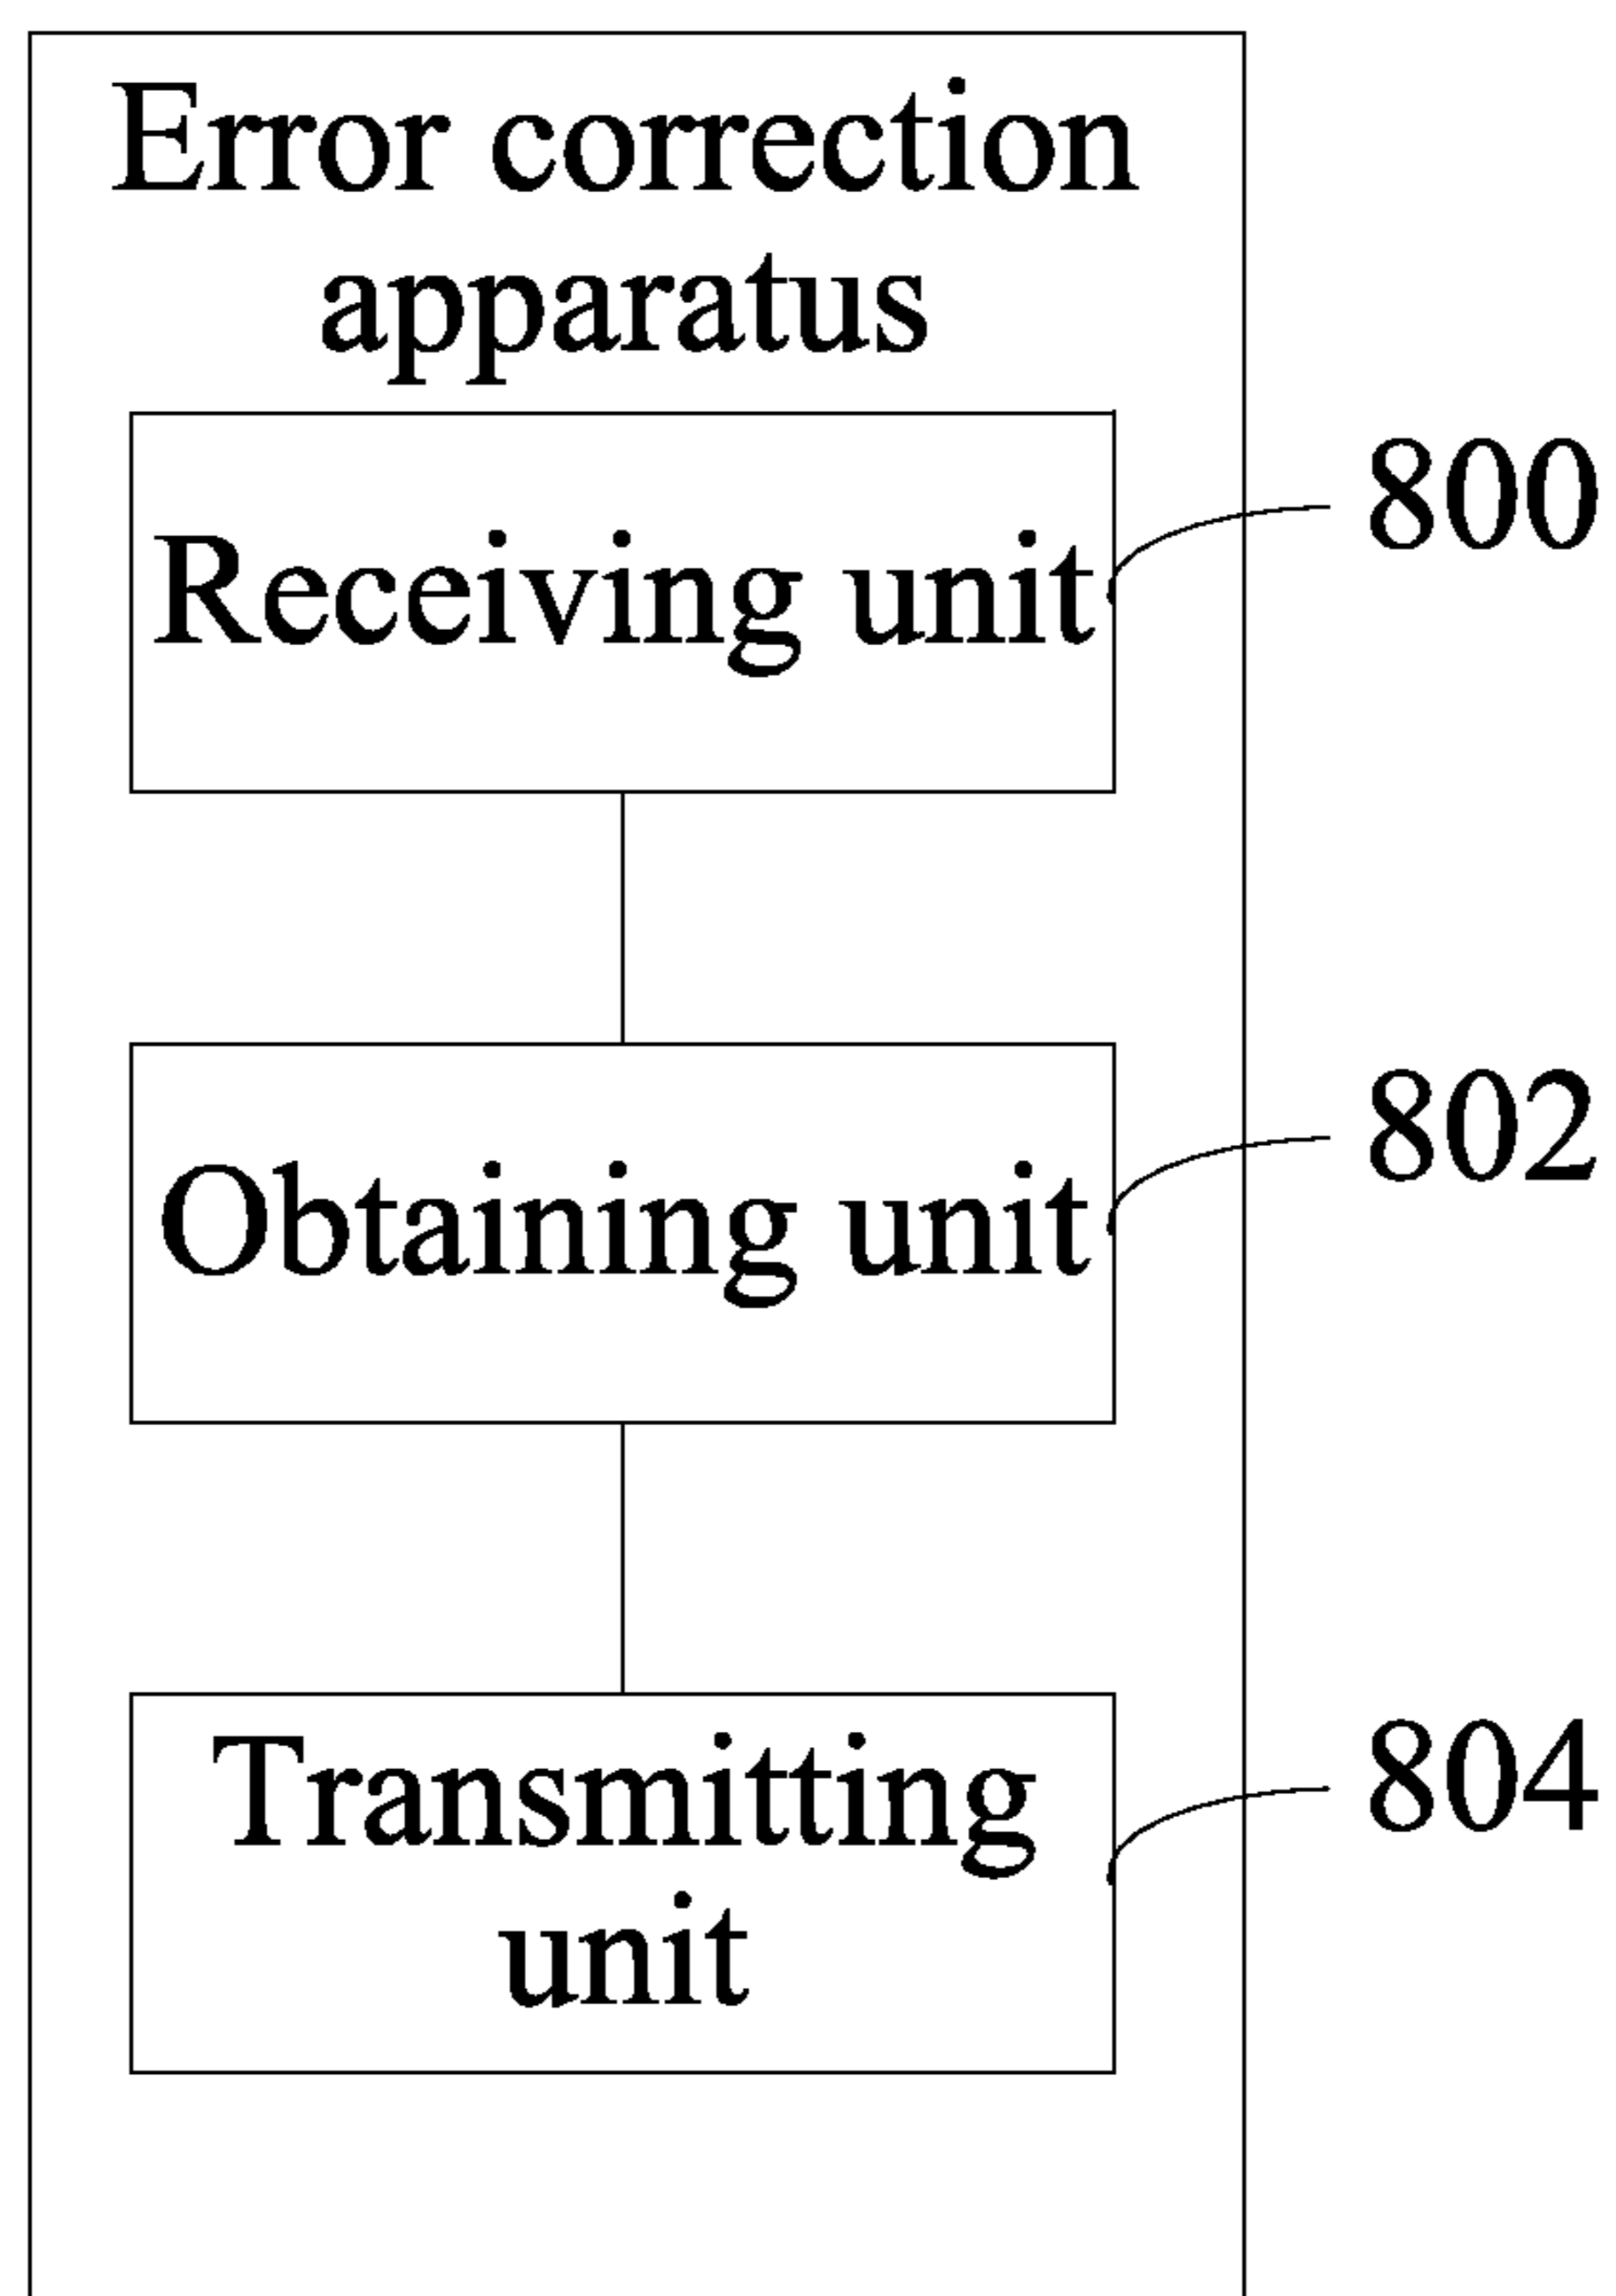 Error correction
apparatus
Receiving unit
800
Obtaining unit
802
Transmitting
unit
804